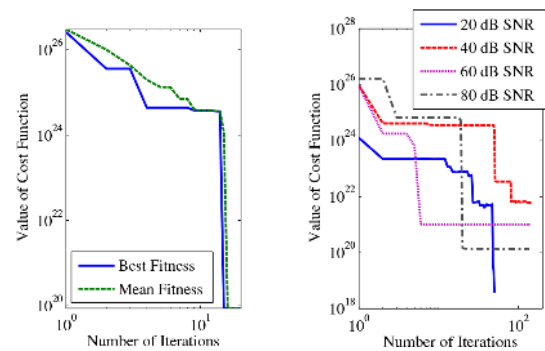 Value of Cost Function
10^26
10^24
10^22
10^20
10^0
10^1
Number of Iterations
Best Fitness
Mean Fitness
Value of Cost Function
10^28
10^26
10^24
10^22
10^20
10^18
10^0
10^2
Number of Iterations
20 dB SNR
40 dB SNR
60 dB SNR
80 dB SNR